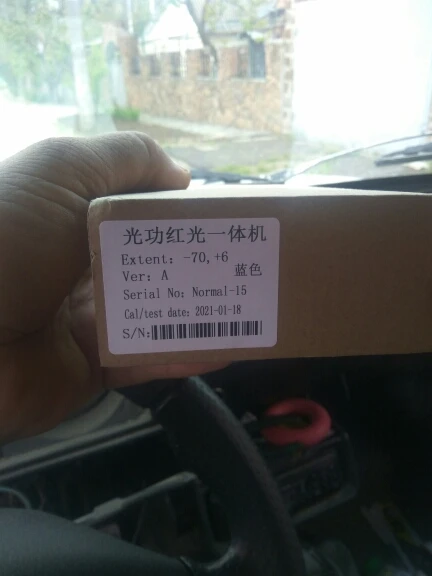 光功红光一体机
Extent: -70,+6
Ver: A 蓝色
Serial No: Normal-15
Cal/test date: 2021-01-18
S/N: